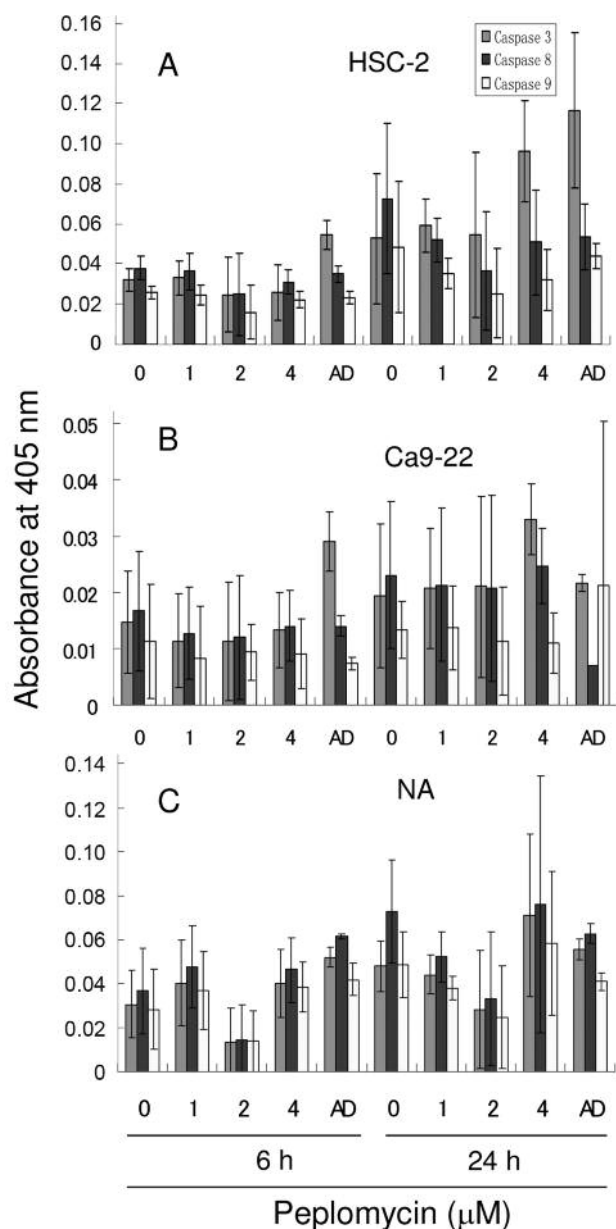 A
HSC-2
Caspase 3
Caspase 8
Caspase 9
0.16
0.14
0.12
0.10
0.08
0.06
0.04
0.02
0
0 1 2 4 AD 0 1 2 4 AD
B
Ca9-22
0.05
0.04
0.03
0.02
0.01
0
0 1 2 4 AD 0 1 2 4 AD
Absorbance at 405 nm
C
NA
0.14
0.12
0.10
0.08
0.06
0.04
0.02
0
0 1 2 4 AD 0 1 2 4 AD
6 h 24 h
Peplomycin (μM)